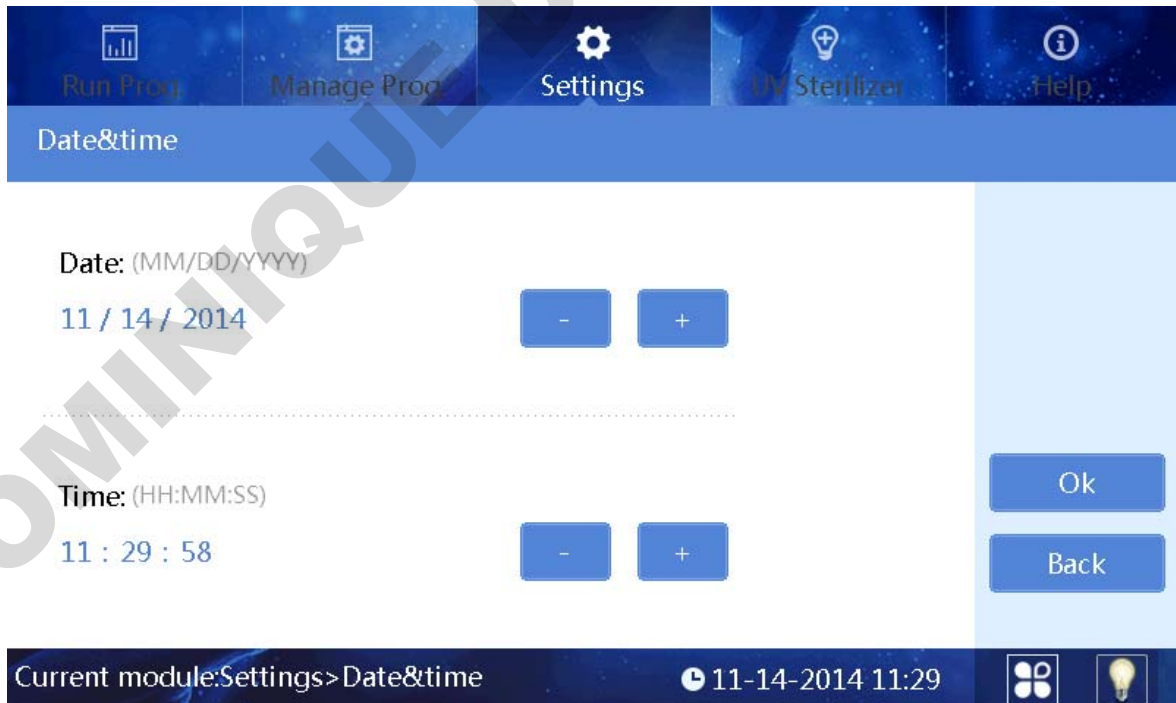 Run Prog.
Manage Prog.
Settings
UV Sterilizer
Help
Date&time
Date: (MM/DD/YYYY)
11 / 14 / 2014
- +
Time: (HH:MM:SS)
11 : 29 : 58
- +
Ok
Back
Current module:Settings>Date&time
11-14-2014 11:29